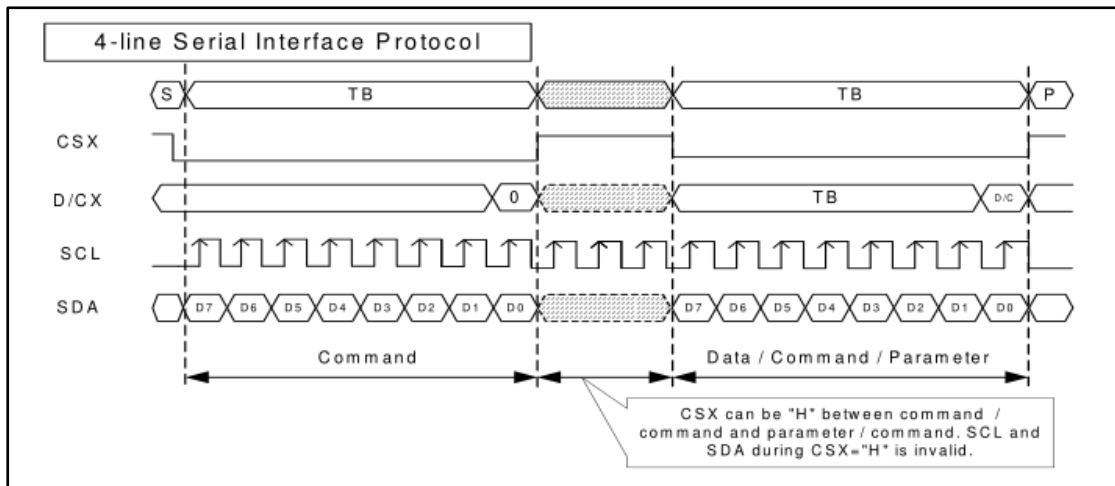 4-line Serial Interface Protocol
S TB TB P
CSX
D/CX 0 TB D/C
SCL
SDA D7 D6 D5 D4 D3 D2 D1 D0 D7 D6 D5 D4 D3 D2 D1 D0
Command Data / Command / Parameter
CSX can be "H" between command /
command and parameter / command. SCL and
SDA during CSX="H" is invalid.